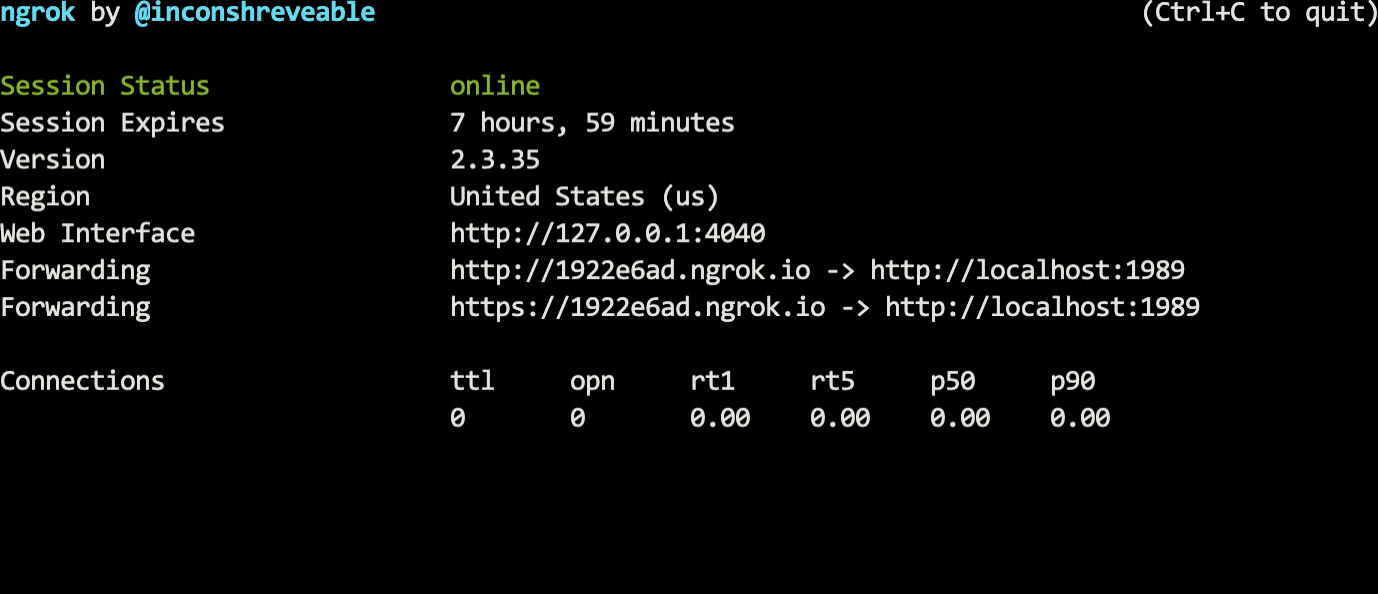 ngrok by @inconshreveable (Ctrl+C to quit)
Session Status online
Session Expires 7 hours, 59 minutes
Version 2.3.35
Region United States (us)
Web Interface http://127.0.0.1:4040
Forwarding http://1922e6ad.ngrok.io -> http://localhost:1989
Forwarding https://1922e6ad.ngrok.io -> http://localhost:1989
Connections ttl opn rt1 rt5 p50 p90
0 0 0.00 0.00 0.00 0.00